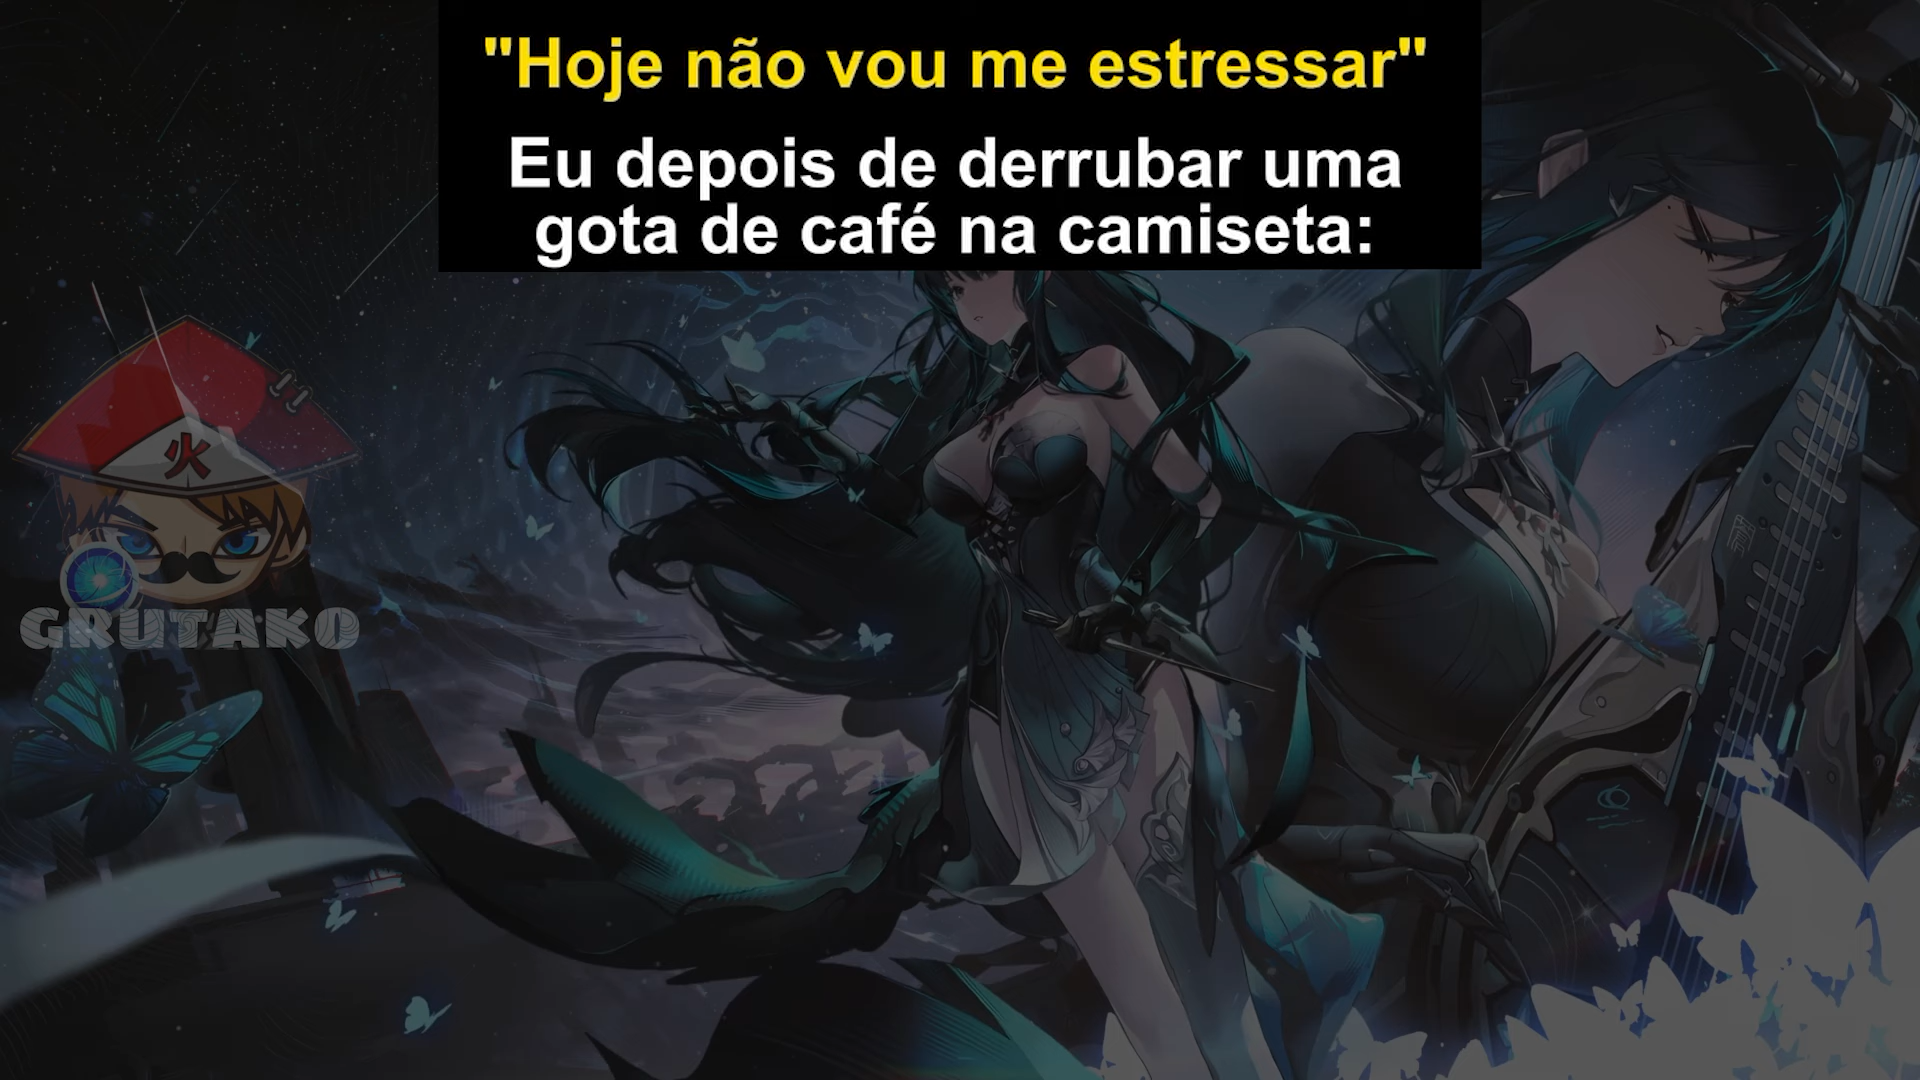 "Hoje não vou me estressar"
Eu depois de derrubar uma
gota de café na camiseta:
火
GRUTAKO